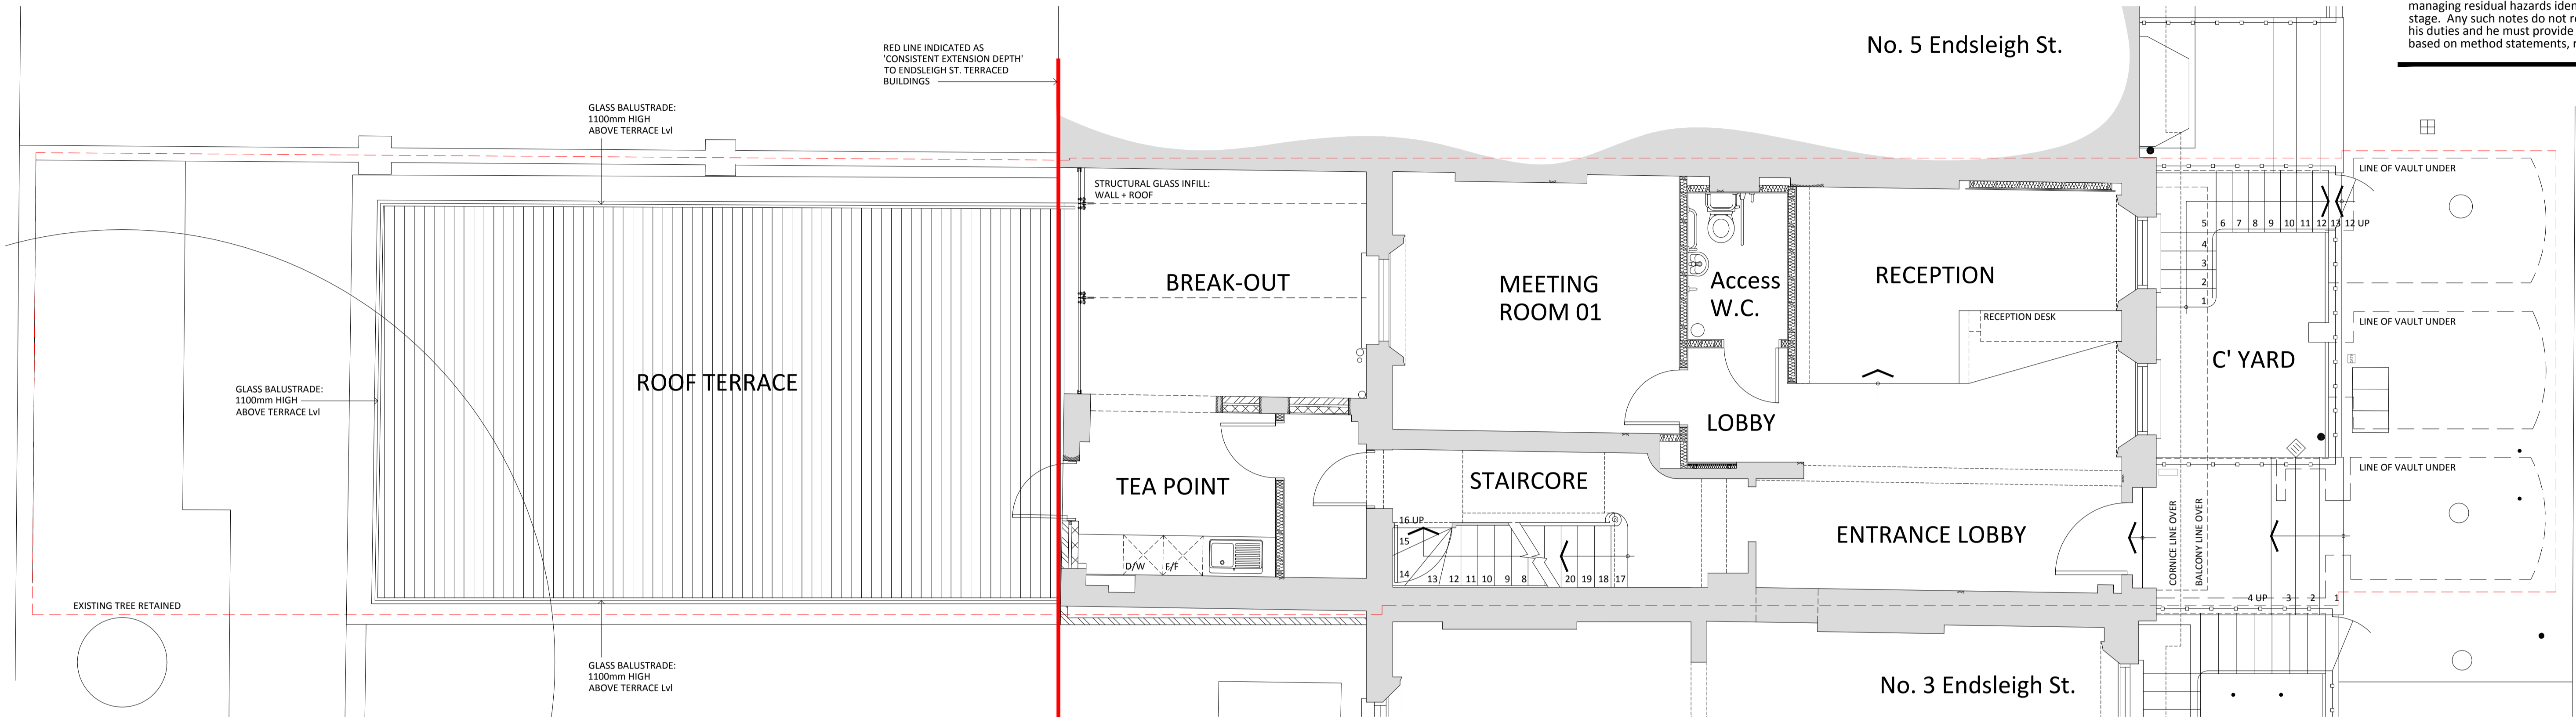 managing residual hazards iden
stage. Any such notes do not r
his duties and he must provide
based on method statements, r
No. 5 Endsleigh St.
RED LINE INDICATED AS
'CONSISTENT EXTENSION DEPTH'
TO ENDSLEIGH ST. TERRACED
BUILDINGS
GLASS BALUSTRADE:
1100mm HIGH
ABOVE TERRACE Lvl
STRUCTURAL GLASS INFILL:
WALL + ROOF
LINE OF VAULT UNDER
5 6 7 8 9 10 11 12 13 12 UP
4
3
2
1
BREAK-OUT
MEETING
ROOM 01
Access
W.C.
RECEPTION
RECEPTION DESK
LINE OF VAULT UNDER
C' YARD
ROOF TERRACE
GLASS BALUSTRADE:
1100mm HIGH
ABOVE TERRACE Lvl
LOBBY
LINE OF VAULT UNDER
TEA POINT
STAIRCORE
ENTRANCE LOBBY
16 UP
15
14
13 12 11 10 9 8
20 19 18 17
D/W F/F
CORNICE LINE OVER
BALCONY LINE OVER
4 UP 3 2 1
EXISTING TREE RETAINED
GLASS BALUSTRADE:
1100mm HIGH
ABOVE TERRACE Lvl
No. 3 Endsleigh St.